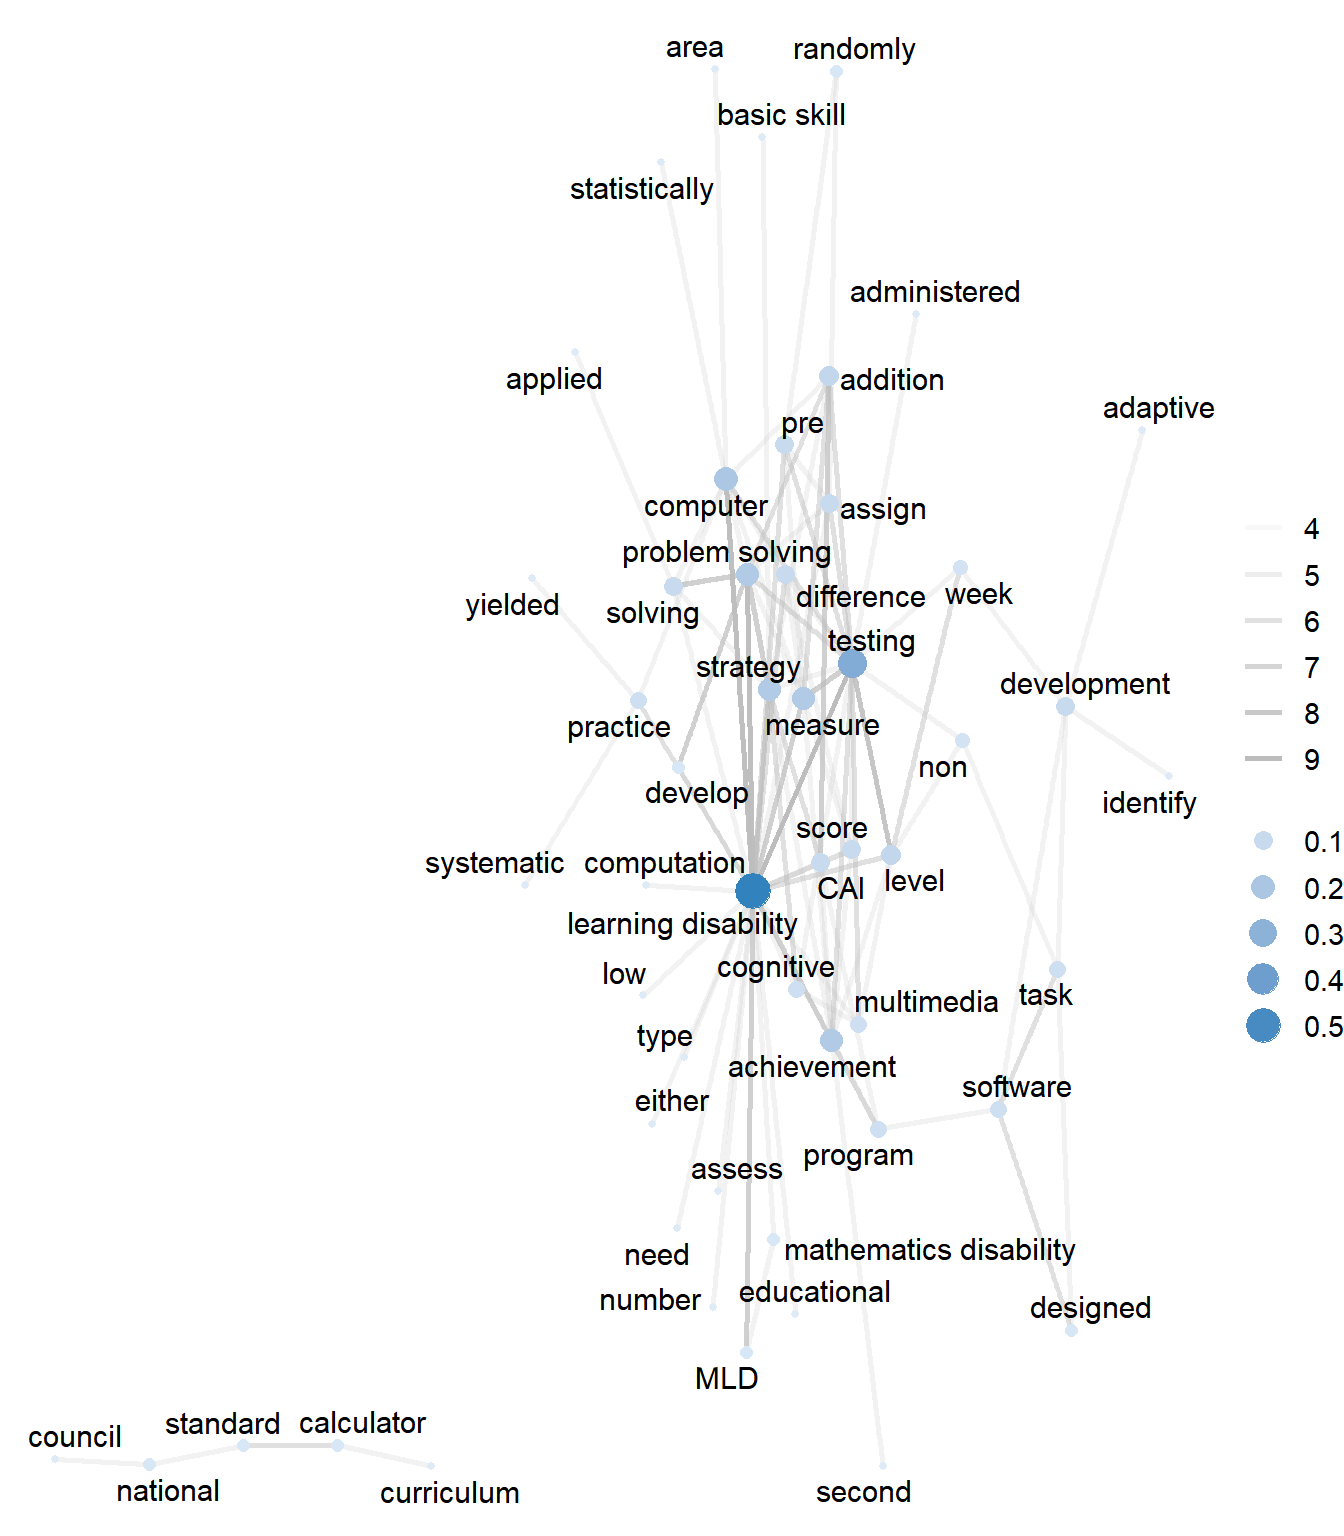 area
randomly
basic skill
statistically
administered
applied
addition
adaptive
pre
computer
assign
problem solving
difference
week
yielded
solving
testing
strategy
development
practice
measure
non
develop
identify
score
systematic
computation
CAI
level
learning disability
low
cognitive
multimedia
task
type
achievement
either
software
program
assess
need
mathematics disability
number
educational
designed
MLD
council
standard
calculator
national
curriculum
second
4
5
6
7
8
9
0.1
0.2
0.3
0.4
0.5